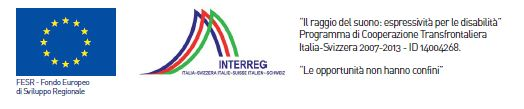 "Il raggio del suono: espressività per le disabilità"
Programma di Cooperazione Transfrontaliera
Italia-Svizzera 2007-2013 - ID 14004268.
"Le opportunità non hanno confini"
INTERREG
ITALIA-SVIZZERA ITALIE-SUISSE ITALIEN-SCHWEIZ
FESR - Fondo Europeo
di Sviluppo Regionale